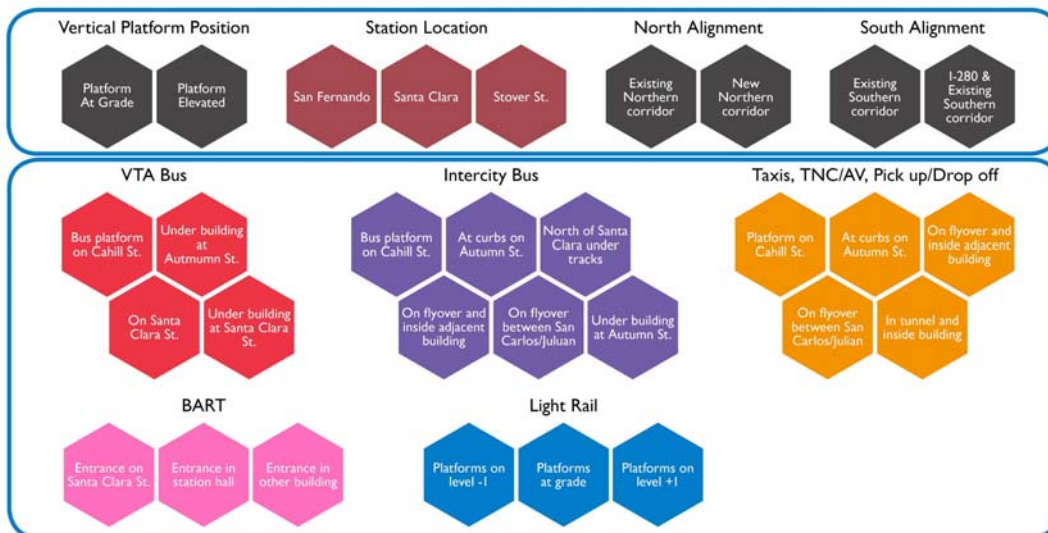 Vertical Platform Position
Station Location
North Alignment
South Alignment
Platform
At Grade
Platform
Elevated
San Fernando
Santa Clara
Stover St.
Existing
Northern
corridor
New
Northern
corridor
Existing
Southern
corridor
I-280 &
Existing
Southern
corridor
VTA Bus
Intercity Bus
Taxis, TNC/AV, Pick up/Drop off
Bus platform
on Cahill St.
Under building
at
Autmumn St.
On Santa
Clara St.
Under building
at Santa Clara
St.
Bus platform
on Cahill St.
At curbs on
Autumn St.
North of Santa
Clara under
tracks
On flyover and
inside adjacent
building
On flyover
between San
Carlos/Juluan
Under building
at Autumn St.
Platform on
Cahill St.
At curbs on
Autumn St.
On flyover and
inside adjacent
building
On flyover
between San
Carlos/Julian
In tunnel and
inside building
BART
Light Rail
Entrance on
Santa Clara St.
Entrance in
station hall
Entrance in
other building
Platforms on
level -1
Platforms
at grade
Platforms on
level +1